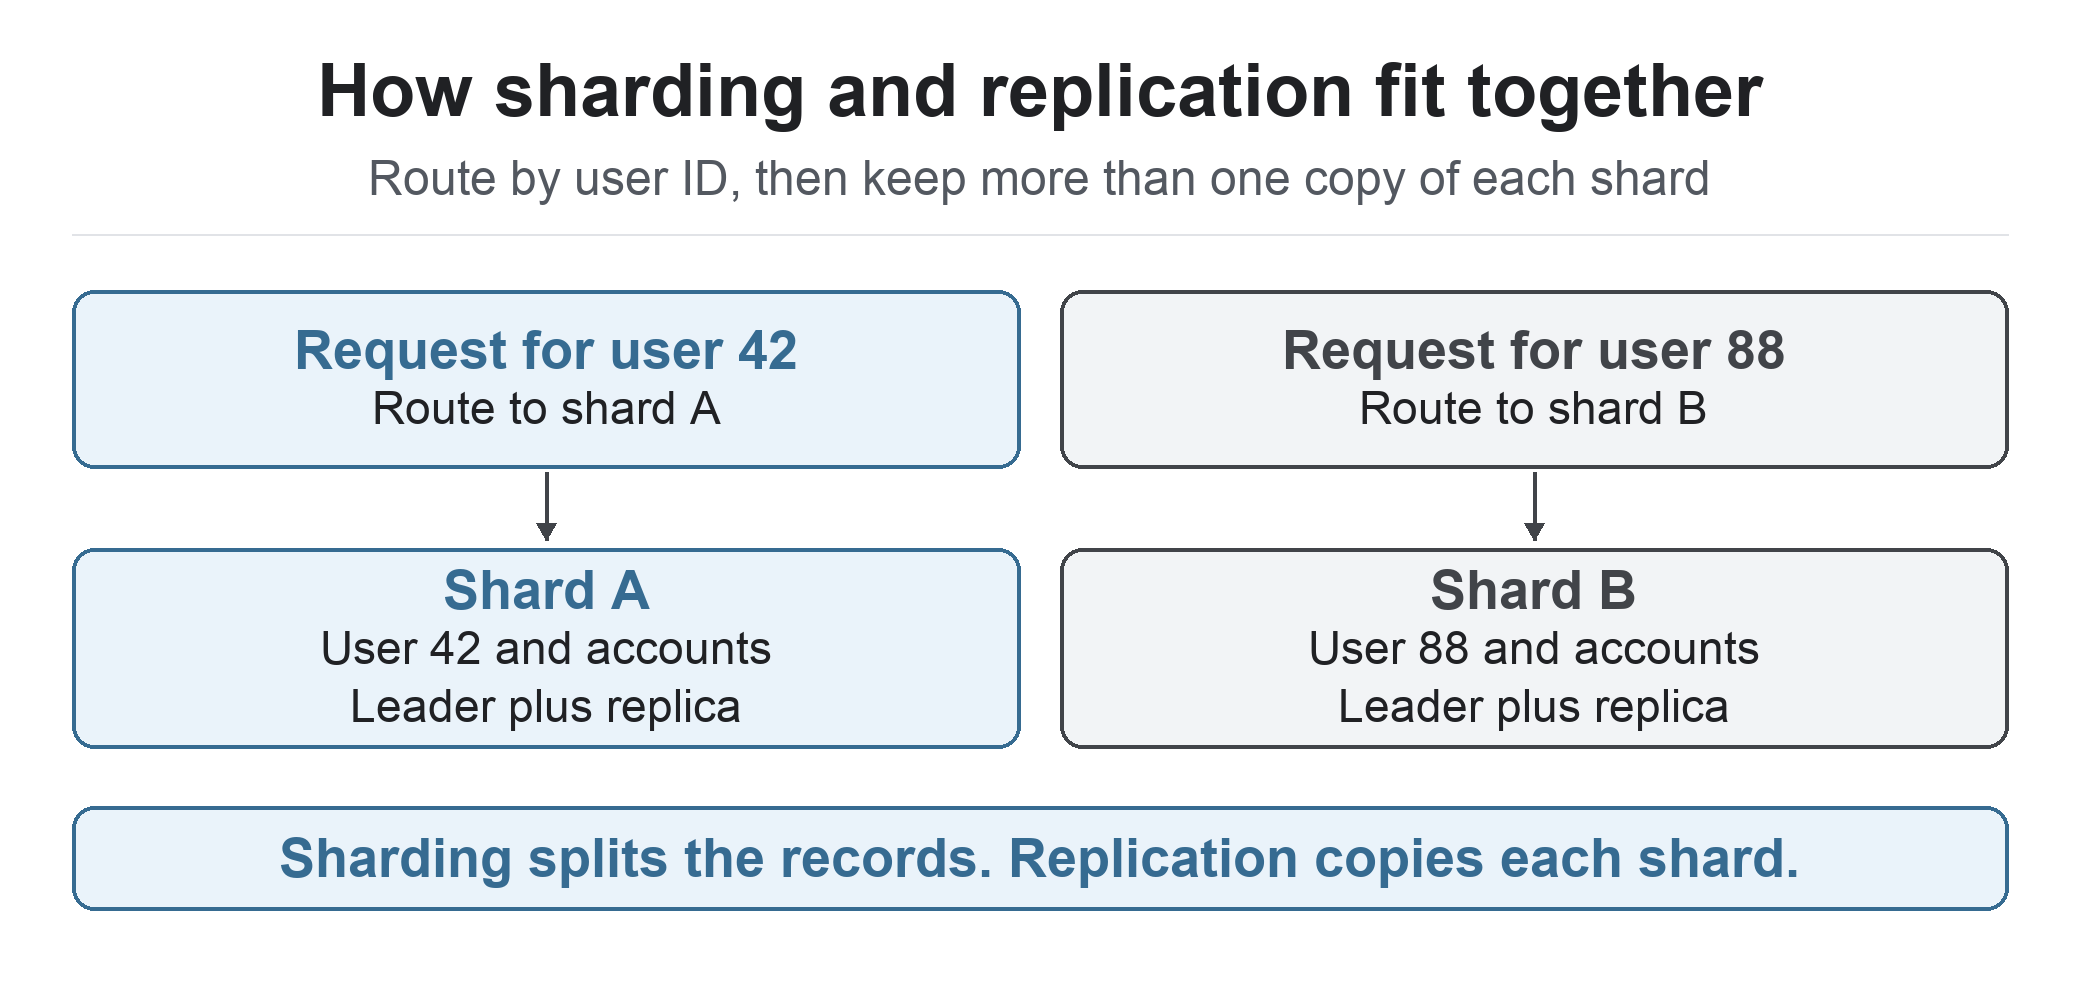 How sharding and replication fit together
Route by user ID, then keep more than one copy of each shard
Request for user 42
Route to shard A
Request for user 88
Route to shard B
Shard A
User 42 and accounts
Leader plus replica
Shard B
User 88 and accounts
Leader plus replica
Sharding splits the records. Replication copies each shard.